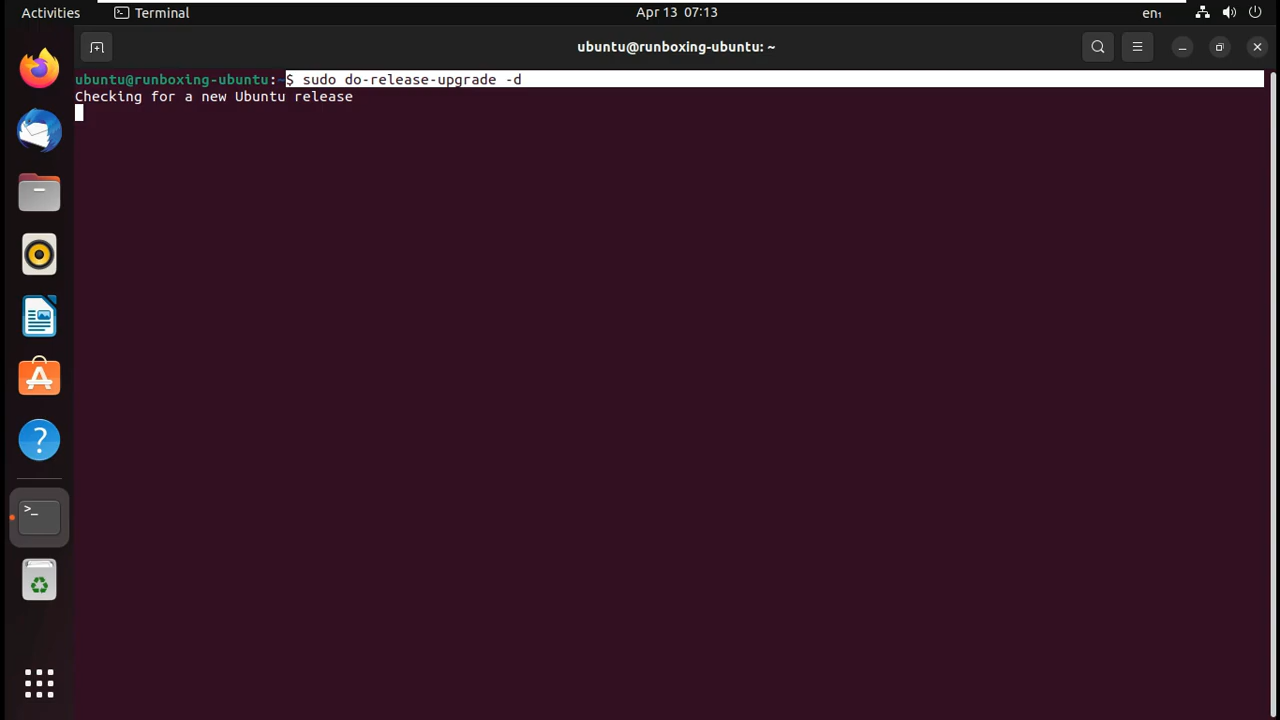 Activities
Terminal
Apr 13 07:13
en₁
ubuntu@runboxing-ubuntu: ~
ubuntu@runboxing-ubuntu:~$ sudo do-release-upgrade -d
Checking for a new Ubuntu release